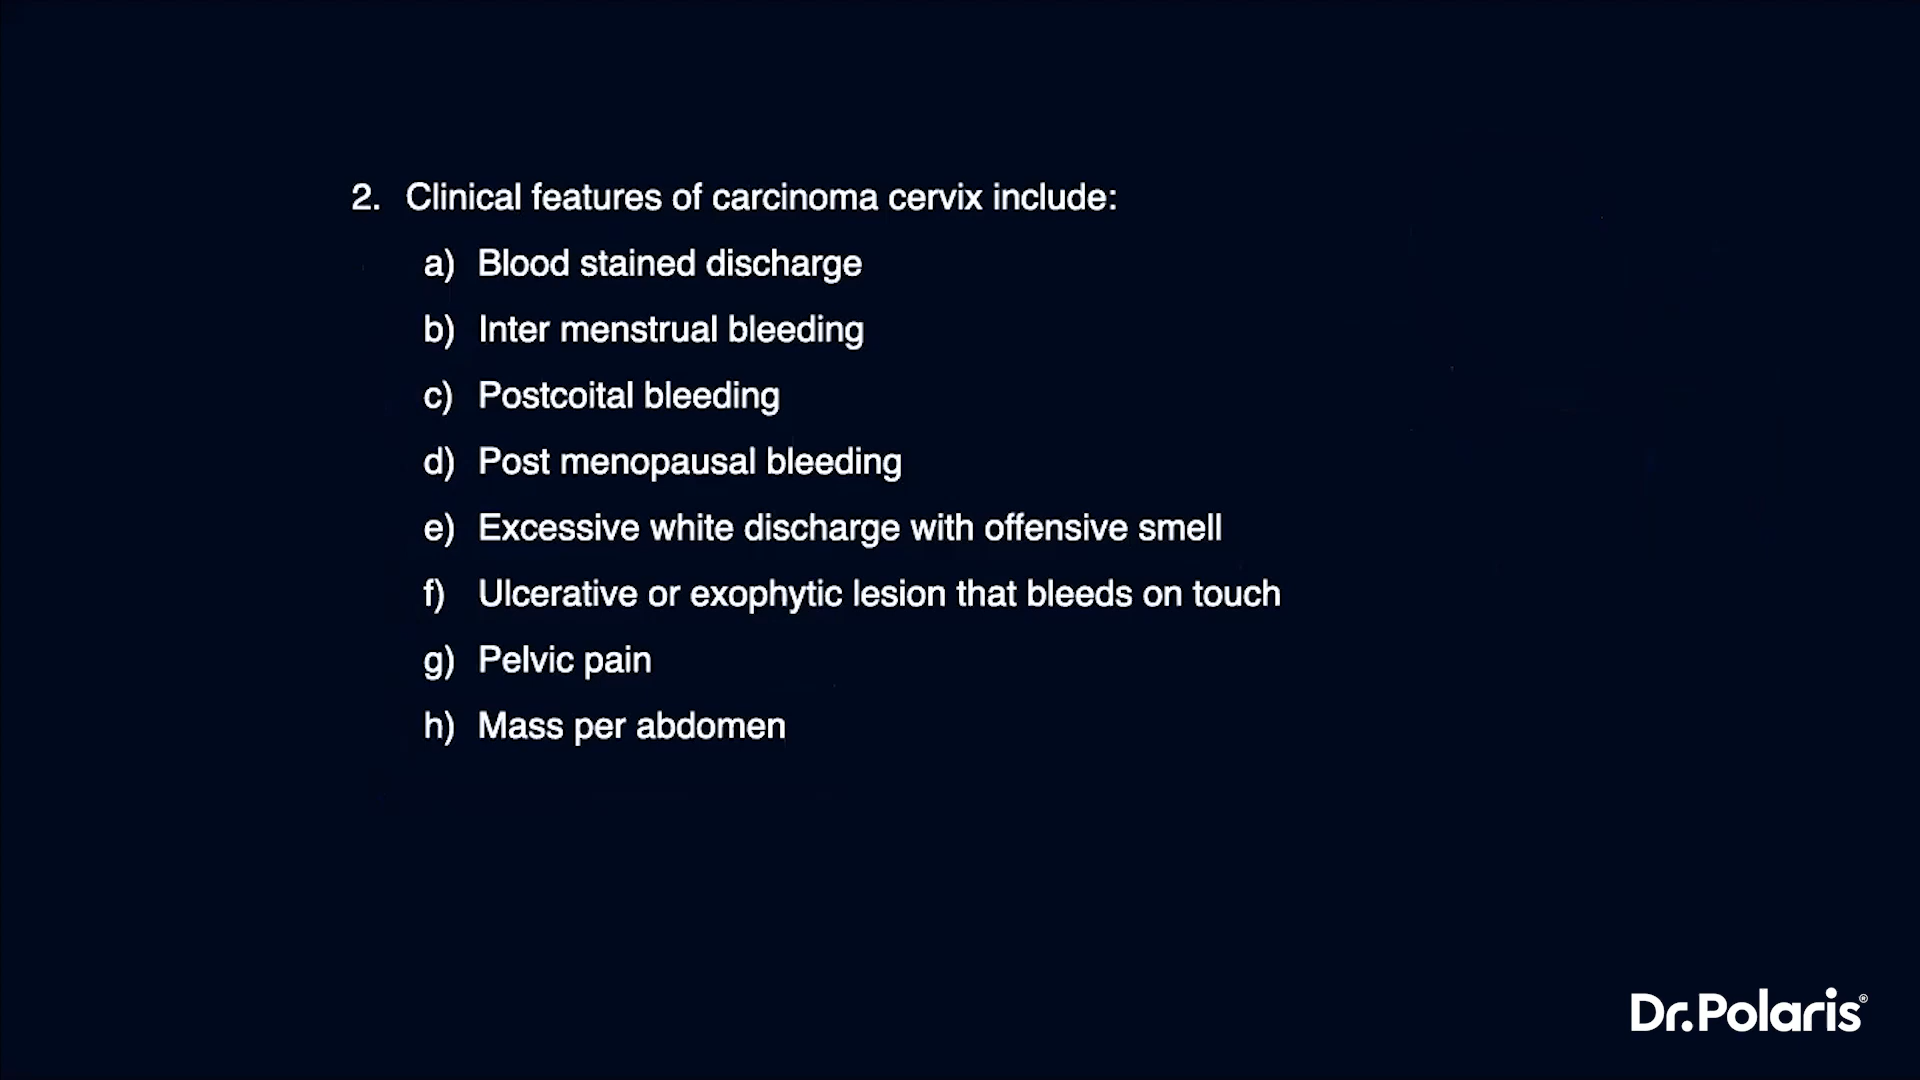 2. Clinical features of carcinoma cervix include:
a) Blood stained discharge
b) Inter menstrual bleeding
c) Postcoital bleeding
d) Post menopausal bleeding
e) Excessive white discharge with offensive smell
f) Ulcerative or exophytic lesion that bleeds on touch
g) Pelvic pain
h) Mass per abdomen
Dr.Polaris®